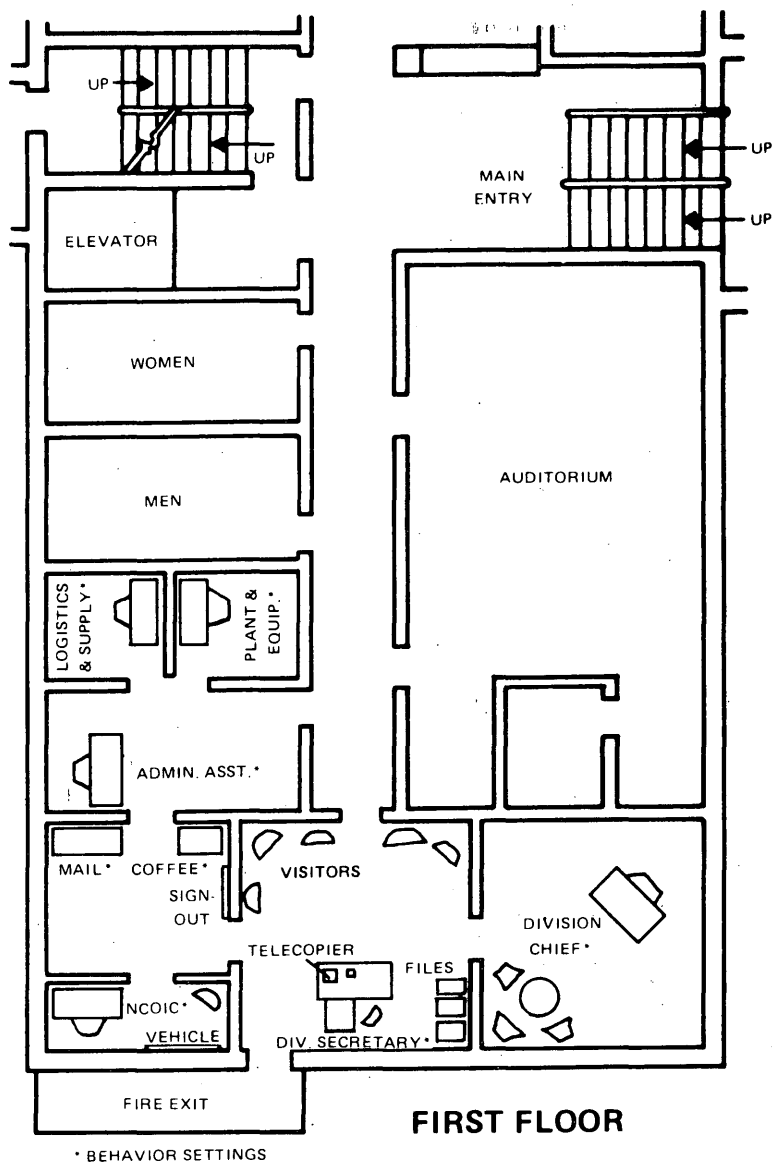 UP
UP
MAIN
ENTRY
UP
UP
ELEVATOR
WOMEN
MEN
AUDITORIUM
LOGISTICS
& SUPPLY*
PLANT &
EQUIP.*
ADMIN. ASST.*
MAIL*
COFFEE*
SIGN-
OUT
VISITORS
TELECOPIER
FILES
DIVISION
CHIEF*
NCOIC*
VEHICLE
DIV. SECRETARY*
FIRE EXIT
FIRST FLOOR
* BEHAVIOR SETTINGS